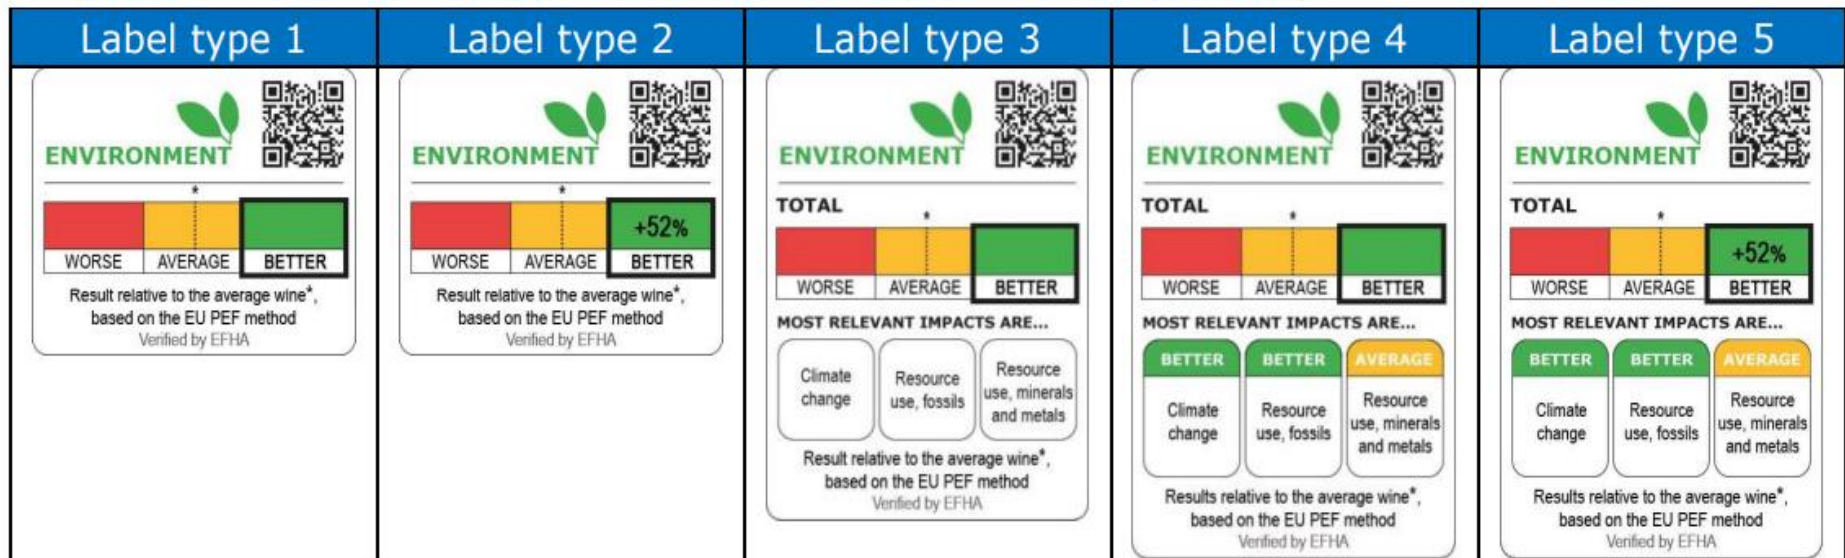 Label type 1
Label type 2
Label type 3
Label type 4
Label type 5
ENVIRONMENT
*
WORSE AVERAGE BETTER
Result relative to the average wine*,
based on the EU PEF method
Verified by EFHA
ENVIRONMENT
*
+52%
WORSE AVERAGE BETTER
Result relative to the average wine*,
based on the EU PEF method
Verified by EFHA
ENVIRONMENT
TOTAL
*
WORSE AVERAGE BETTER
MOST RELEVANT IMPACTS ARE...
Climate
change
Resource
use, fossils
Resource
use, minerals
and metals
Result relative to the average wine*,
based on the EU PEF method
Verified by EFHA
ENVIRONMENT
TOTAL
*
WORSE AVERAGE BETTER
MOST RELEVANT IMPACTS ARE...
BETTER
Climate
change
BETTER
Resource
use, fossils
AVERAGE
Resource
use, minerals
and metals
Results relative to the average wine*,
based on the EU PEF method
Verified by EFHA
ENVIRONMENT
TOTAL
*
+52%
WORSE AVERAGE BETTER
MOST RELEVANT IMPACTS ARE...
BETTER
Climate
change
BETTER
Resource
use, fossils
AVERAGE
Resource
use, minerals
and metals
Results relative to the average wine*,
based on the EU PEF method
Verified by EFHA